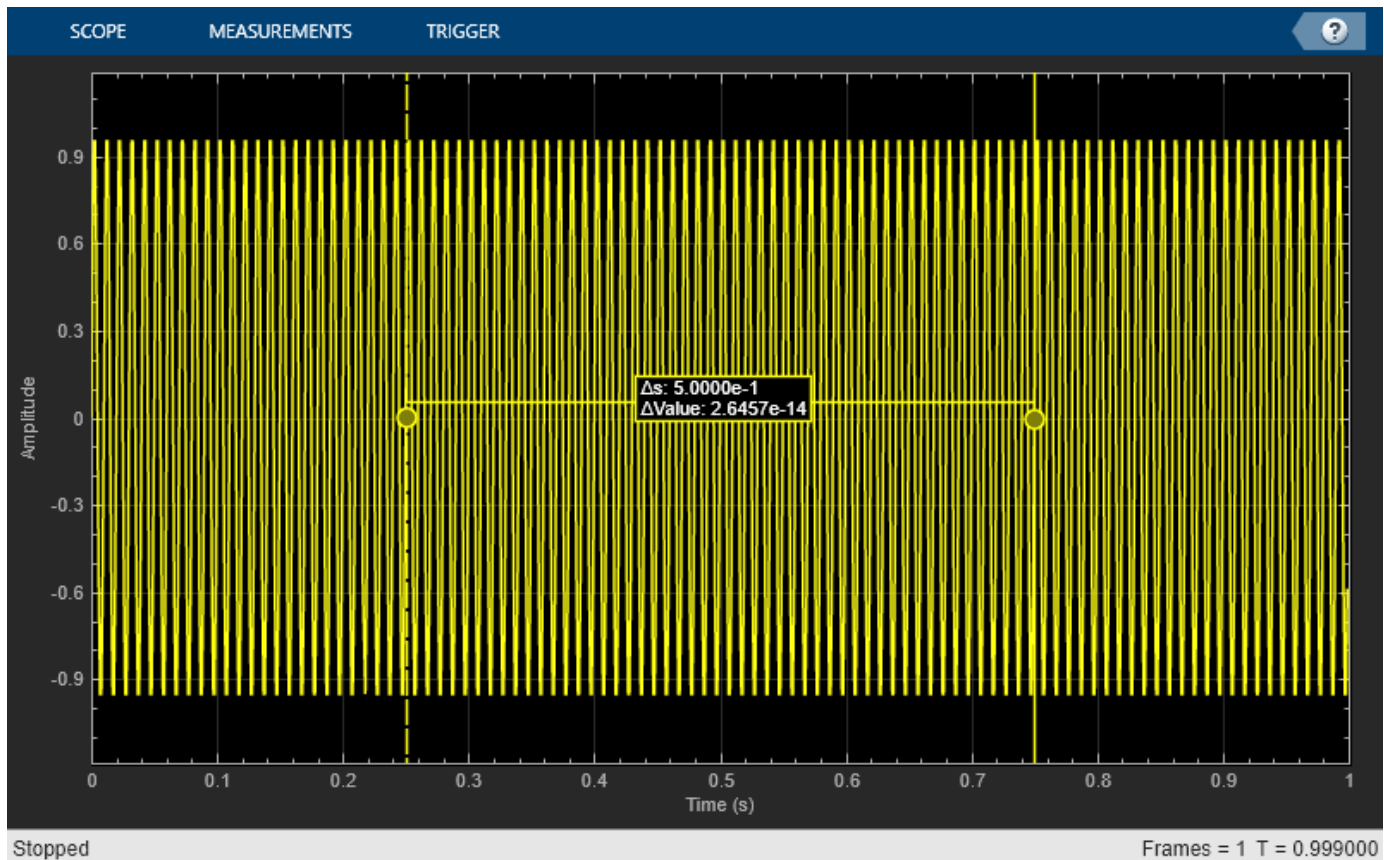 SCOPE MEASUREMENTS TRIGGER ?
0.9
0.6
0.3
0
-0.3
-0.6
-0.9
Amplitude
Δs: 5.0000e-1
ΔValue: 2.6457e-14
0 0.1 0.2 0.3 0.4 0.5 0.6 0.7 0.8 0.9 1
Time (s)
Stopped Frames = 1 T = 0.999000